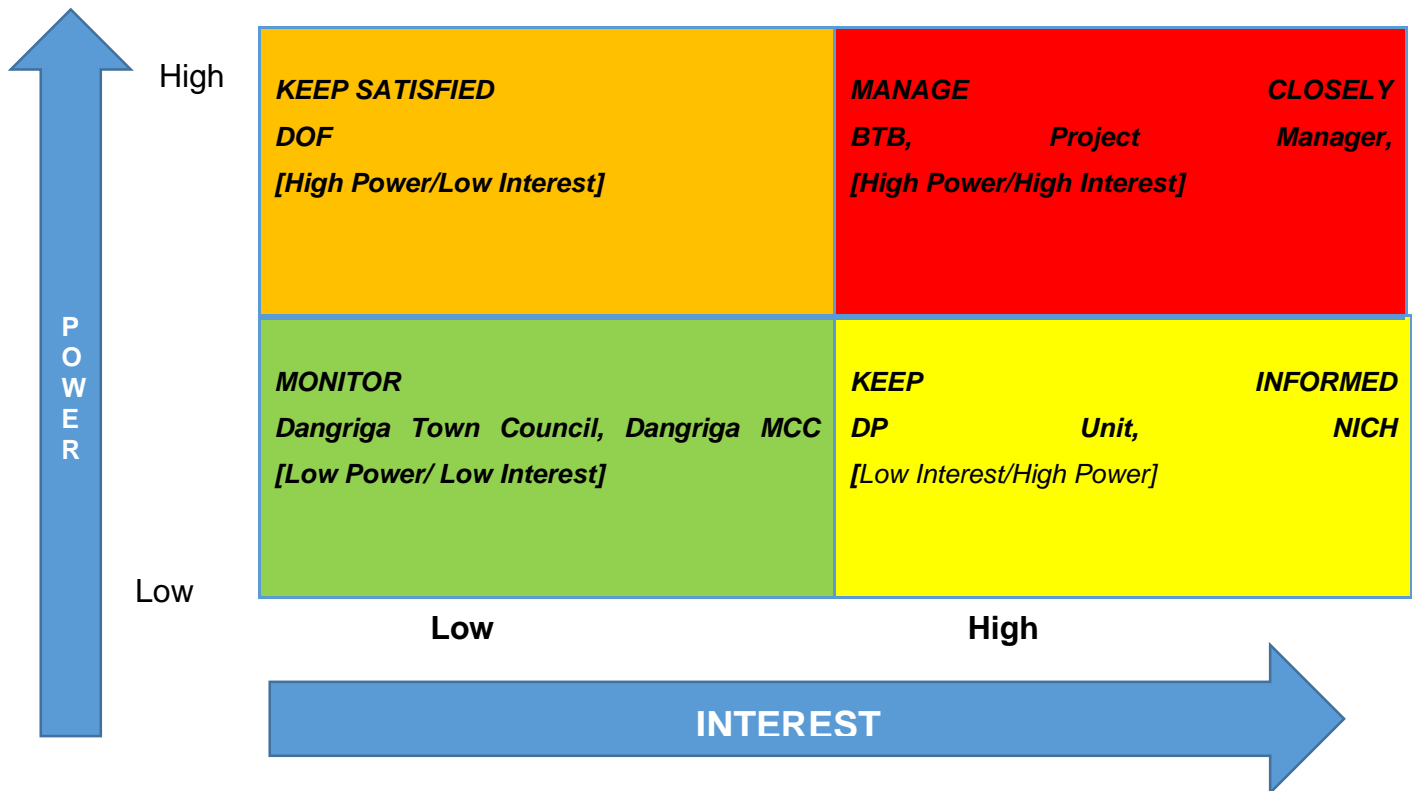 High
KEEP SATISFIED
DOF
[High Power/Low Interest]
MANAGE CLOSELY
BTB, Project Manager,
[High Power/High Interest]
POWER
MONITOR
Dangriga Town Council, Dangriga MCC
[Low Power/ Low Interest]
KEEP INFORMED
DP Unit, NICH
[Low Interest/High Power]
Low
Low
High
INTEREST